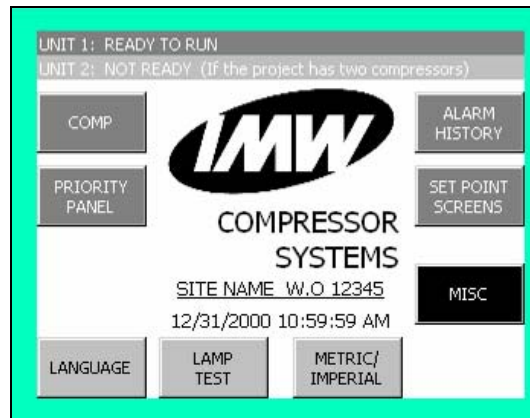 UNIT 1: READY TO RUN
UNIT 2: NOT READY (If the project has two compressors)
COMP
IMW
ALARM
HISTORY
PRIORITY
PANEL
SET POINT
SCREENS
COMPRESSOR
SYSTEMS
SITE NAME W.O 12345
MISC
12/31/2000 10:59:59 AM
LANGUAGE
LAMP
TEST
METRIC/
IMPERIAL